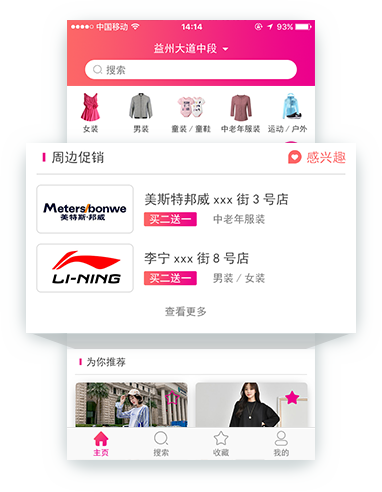 中国移动 14:14 93%
益州大道中段
搜索
女装 男装 童装 / 童鞋 中老年服装 运动 / 户外
周边促销 感兴趣
Meters/bonwe
美特斯·邦威
美斯特邦威 xxx 街 3 号店
买二送一 中老年服装
LI-NING
李宁 xxx 街 8 号店
买二送一 男装 / 女装
查看更多
为你推荐
主页 搜索 收藏 我的